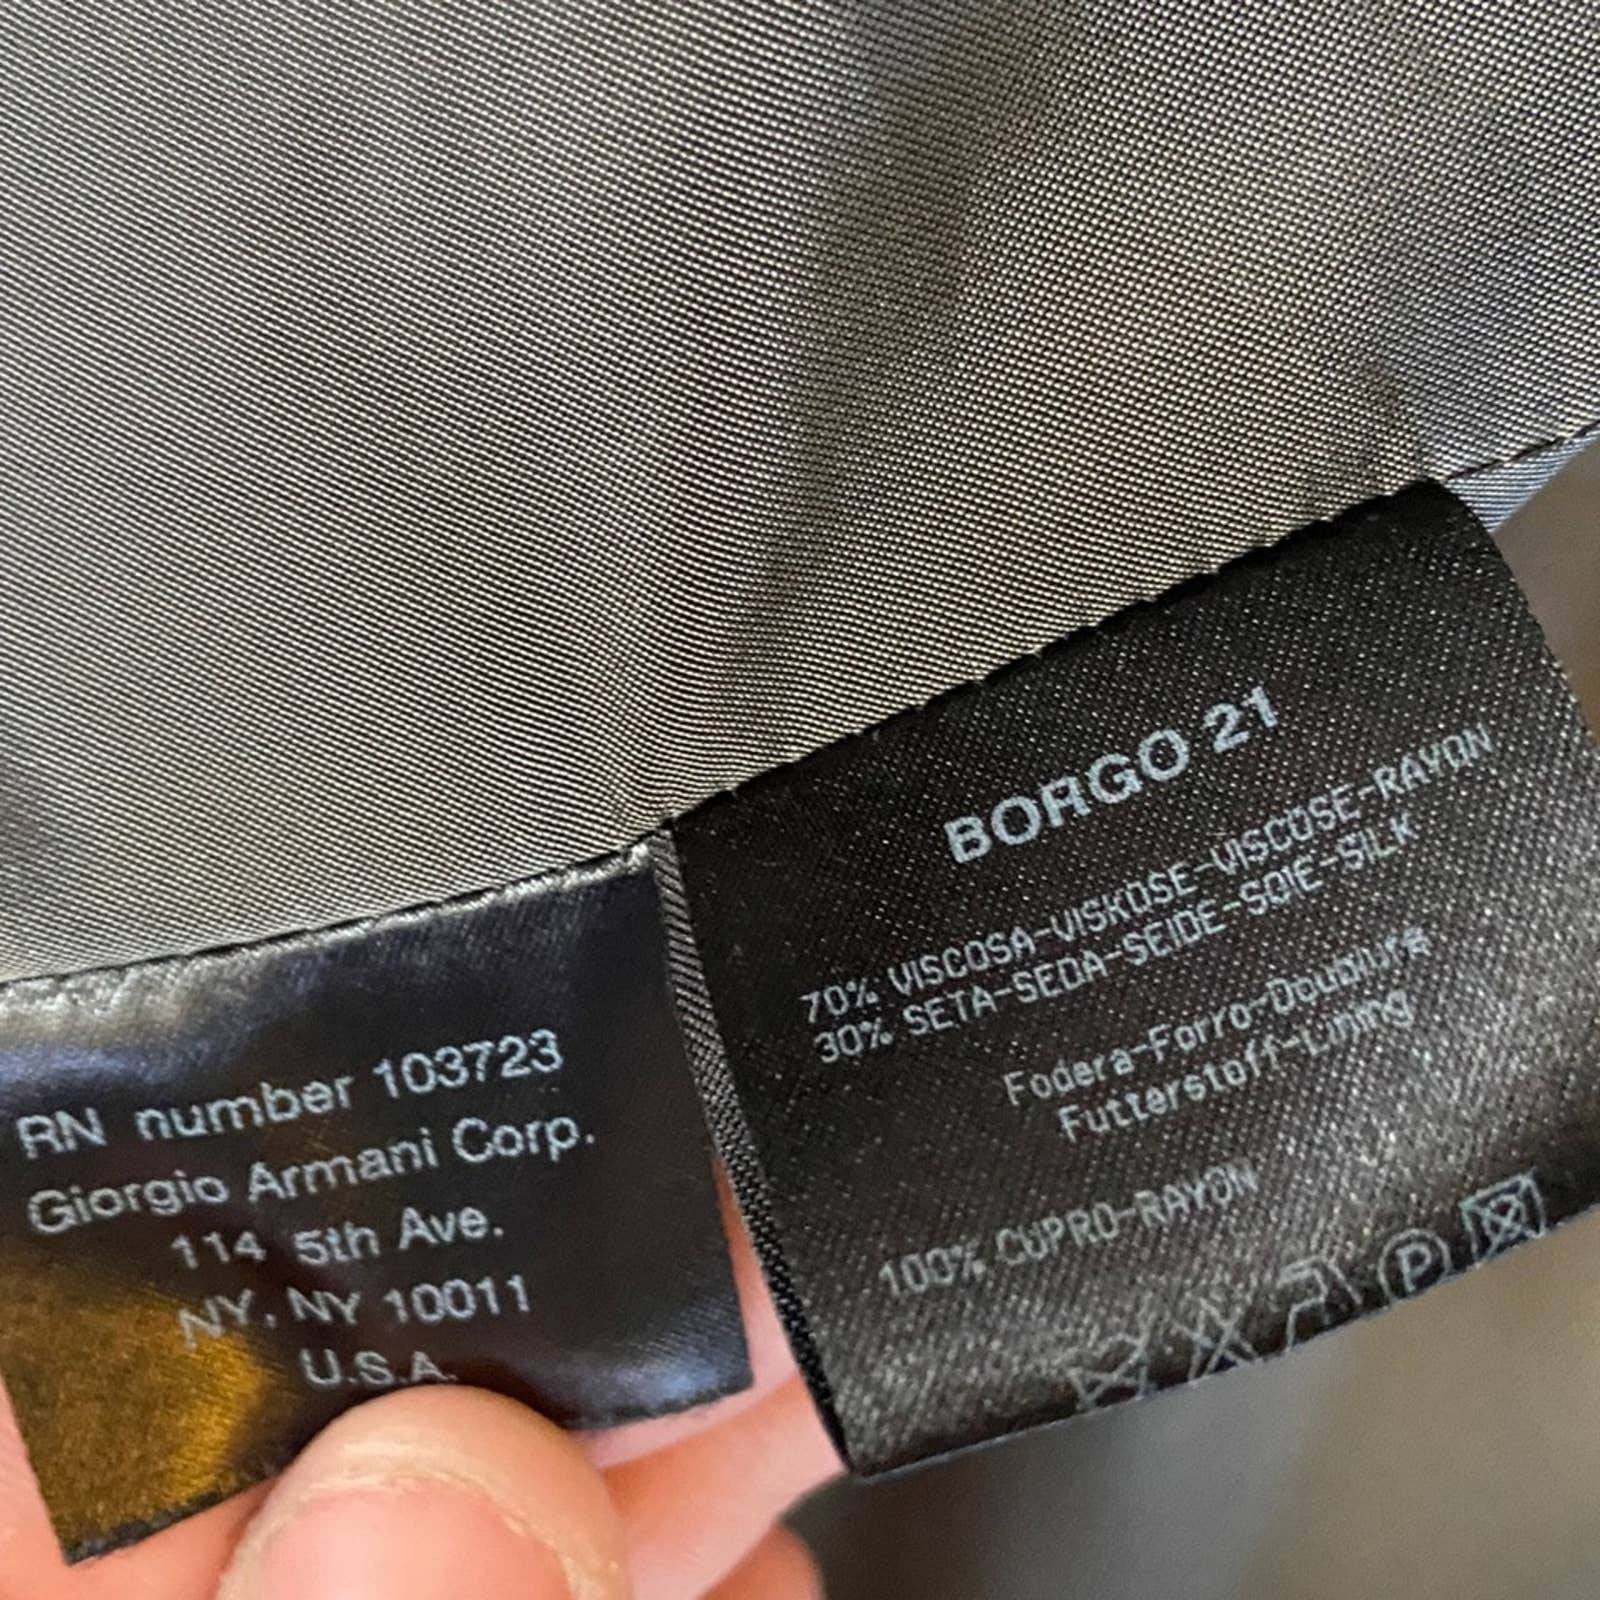 RN number 103723
Giorgio Armani Corp.
114 5th Ave.
NY, NY 10011
U.S.A.
BORGO 21
70% VISCOSA-VISKOSE-VISCOSE-RAYON
30% SETA-SEDA-SEIDE-SOIE-SILK
Fodera-Forro-Doublure
Futterstoff-Lining
100% CUPRO-RAYON
P